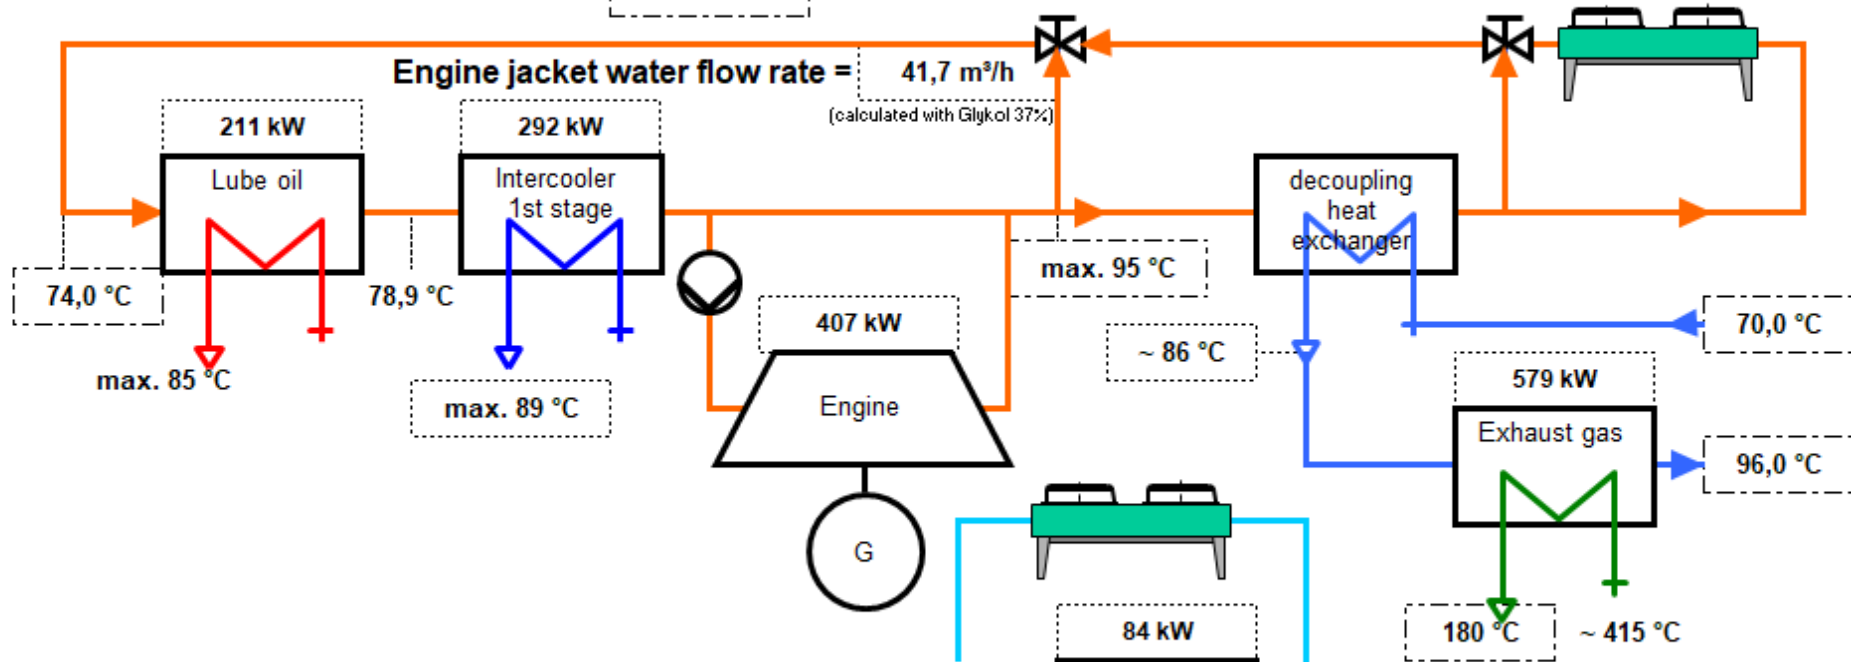 Engine jacket water flow rate = 41,7 m³/h
(calculated with Glykol 37%)
211 kW
292 kW
Lube oil
Intercooler
1st stage
decoupling
heat
exchanger
74,0 °C
78,9 °C
max. 95 °C
407 kW
70,0 °C
~ 86 °C
max. 85 °C
579 kW
max. 89 °C
Engine
Exhaust gas
96,0 °C
G
84 kW
180 °C
~ 415 °C